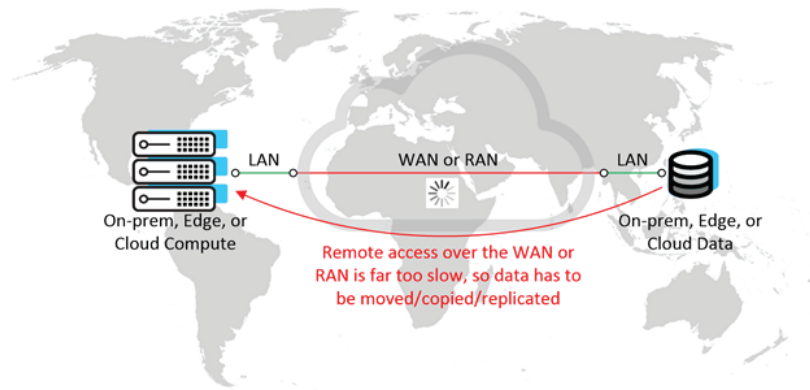 LAN
WAN or RAN
LAN
On-prem, Edge, or
Cloud Compute
On-prem, Edge, or
Cloud Data
Remote access over the WAN or
RAN is far too slow, so data has to
be moved/copied/replicated